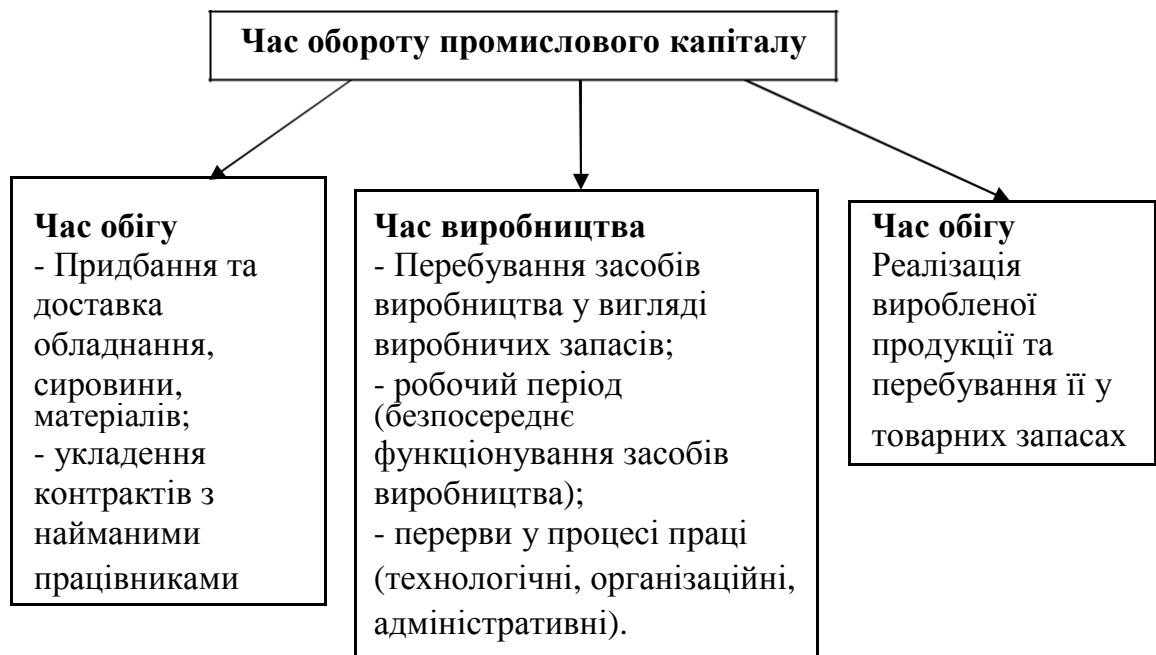 Час обороту промислового капіталу
Час обігу
- Придбання та
доставка
обладнання,
сировини,
матеріалів;
- укладення
контрактів з
найманими
працівниками
Час виробництва
- Перебування засобів
виробництва у вигляді
виробничих запасів;
- робочий період
(безпосереднє
функціонування засобів
виробництва);
- перерви у процесі праці
(технологічні, організаційні,
адміністративні).
Час обігу
Реалізація
виробленої
продукції та
перебування її у
товарних запасах